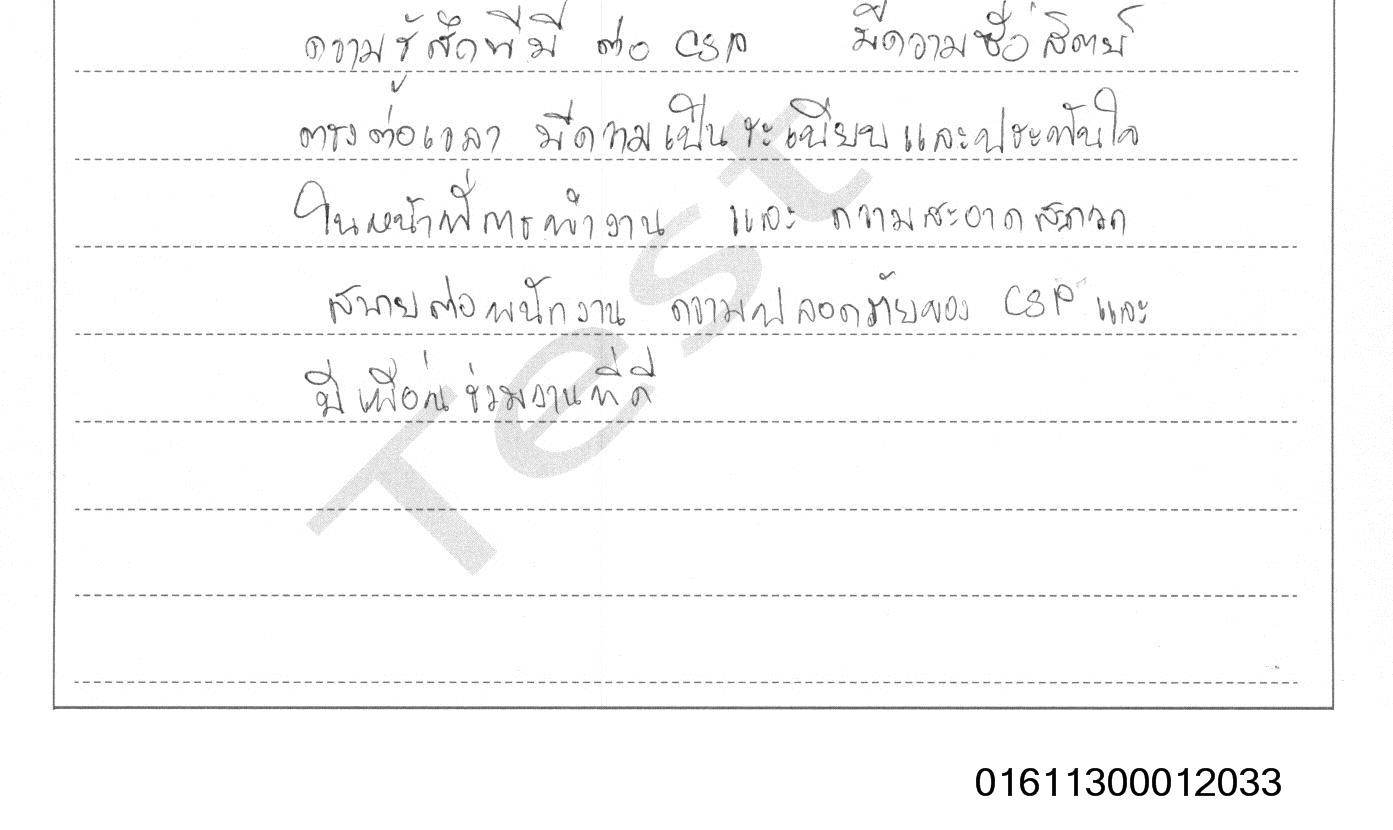 ความรู้สึกที่มี ต่อ CSP มีความซื่อสัตย์
ตรงต่อเวลา มีความเป็นระเบียบและประทับใจ
ในหน้าที่การทำงาน และ ความสะอาดสะดวก
สบายต่อพนักงาน ความปลอดภัยของ CSP และ
มีเพื่อนร่วมงานที่ดี
Test
01611300012033